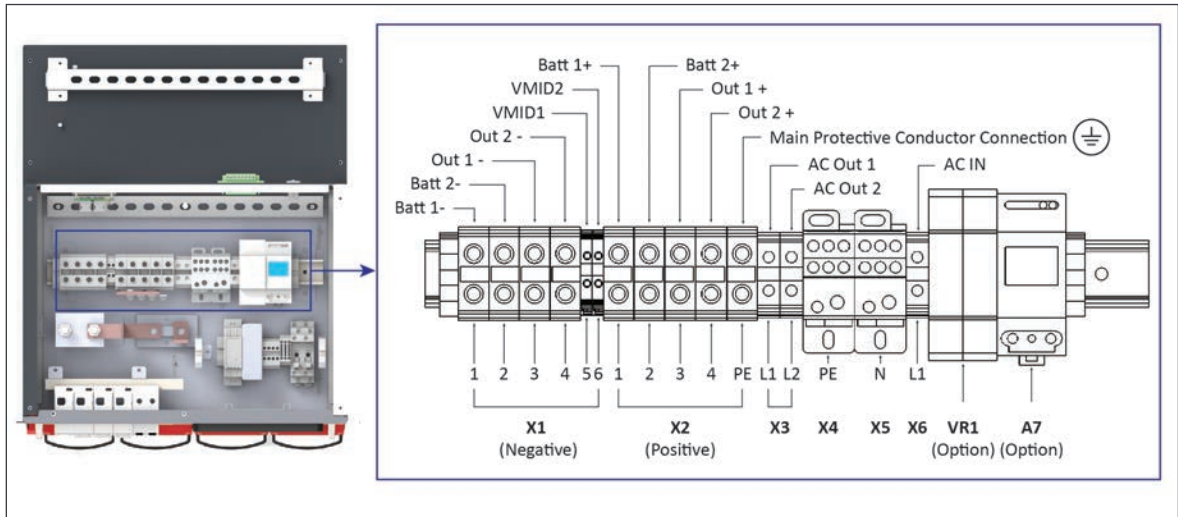 Batt 1+
Batt 2+
VMID2
Out 1 +
VMID1
Out 2 +
Out 2 -
Main Protective Conductor Connection
Out 1 -
AC Out 1
AC IN
Batt 2-
AC Out 2
Batt 1-
1 2 3 4 5 6 1 2 3 4 PE L1 L2 PE N L1
X1 X2 X3 X4 X5 X6 VR1 A7
(Negative) (Positive) (Option) (Option)